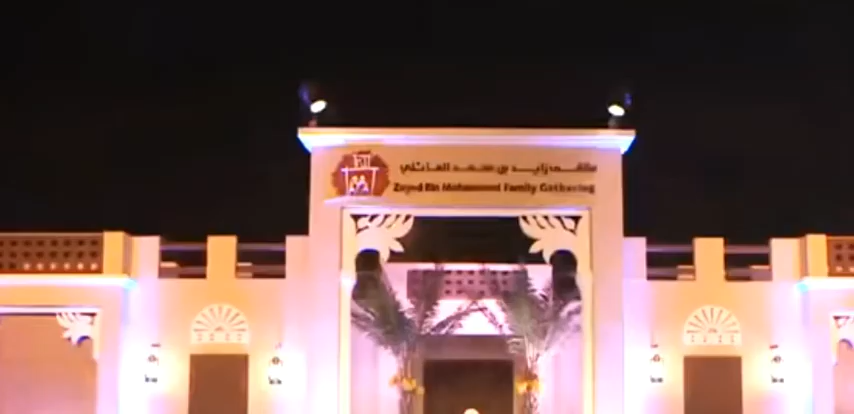 ملتقى زايد بن محمد العائلي
Zayed Bin Mohammed Family Gathering